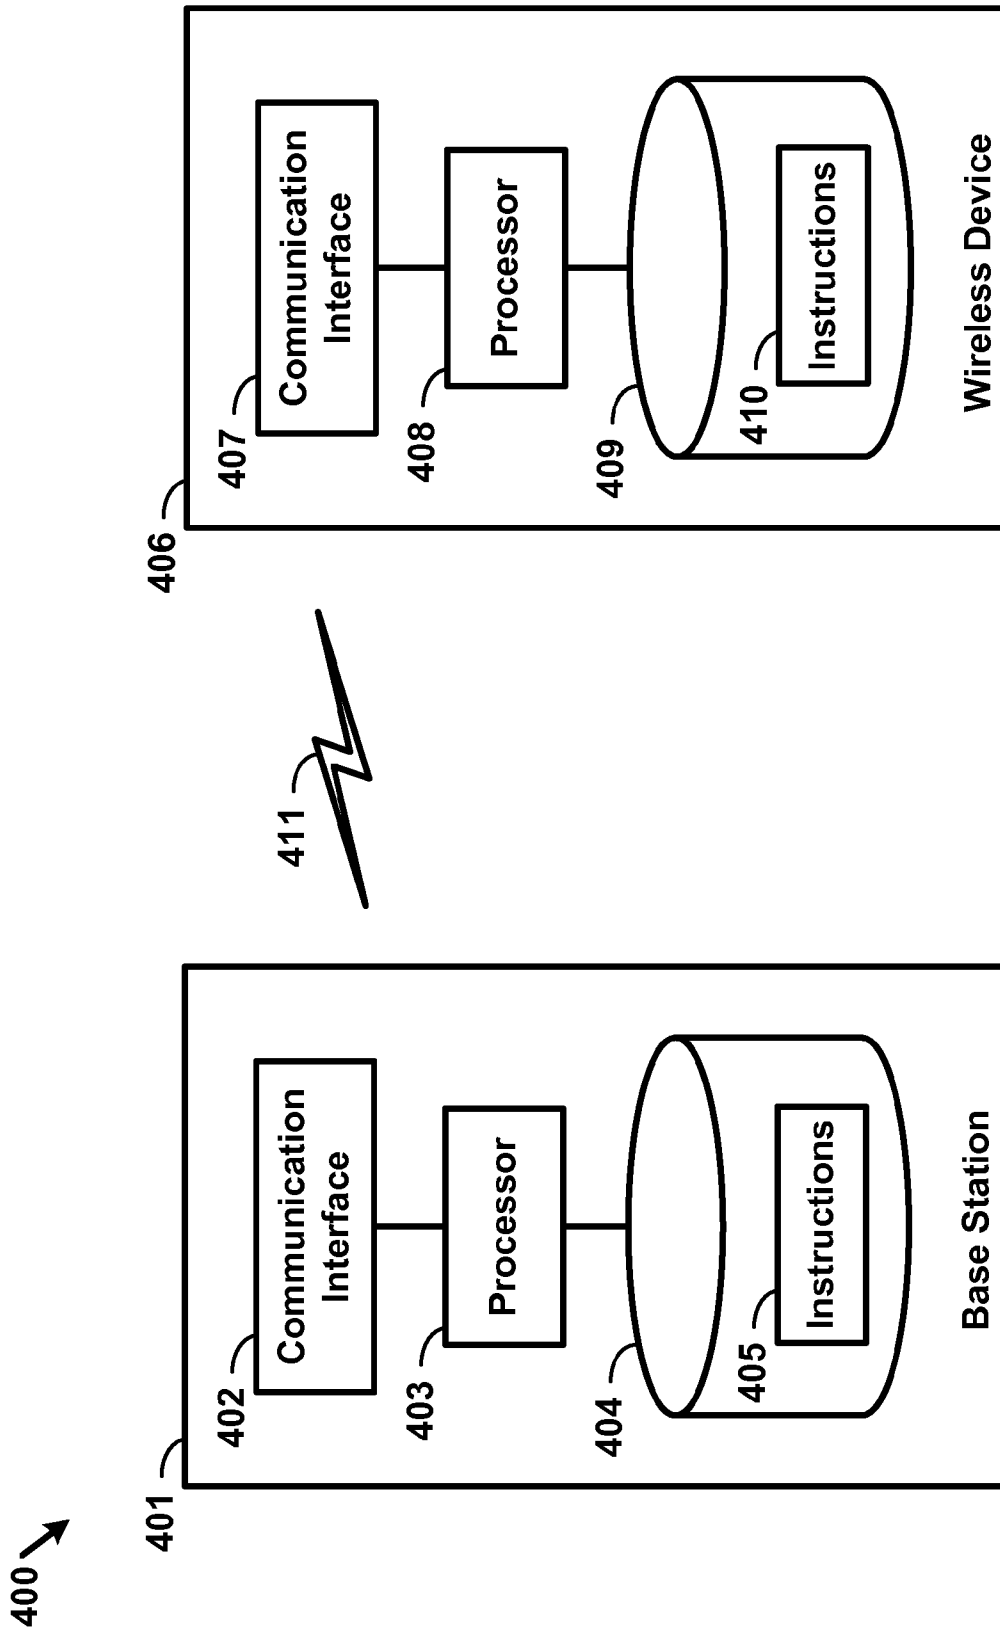 400
401
402
Communication
Interface
403
Processor
404
405
Instructions
Base Station
411
406
407
Communication
Interface
408
Processor
409
410
Instructions
Wireless Device